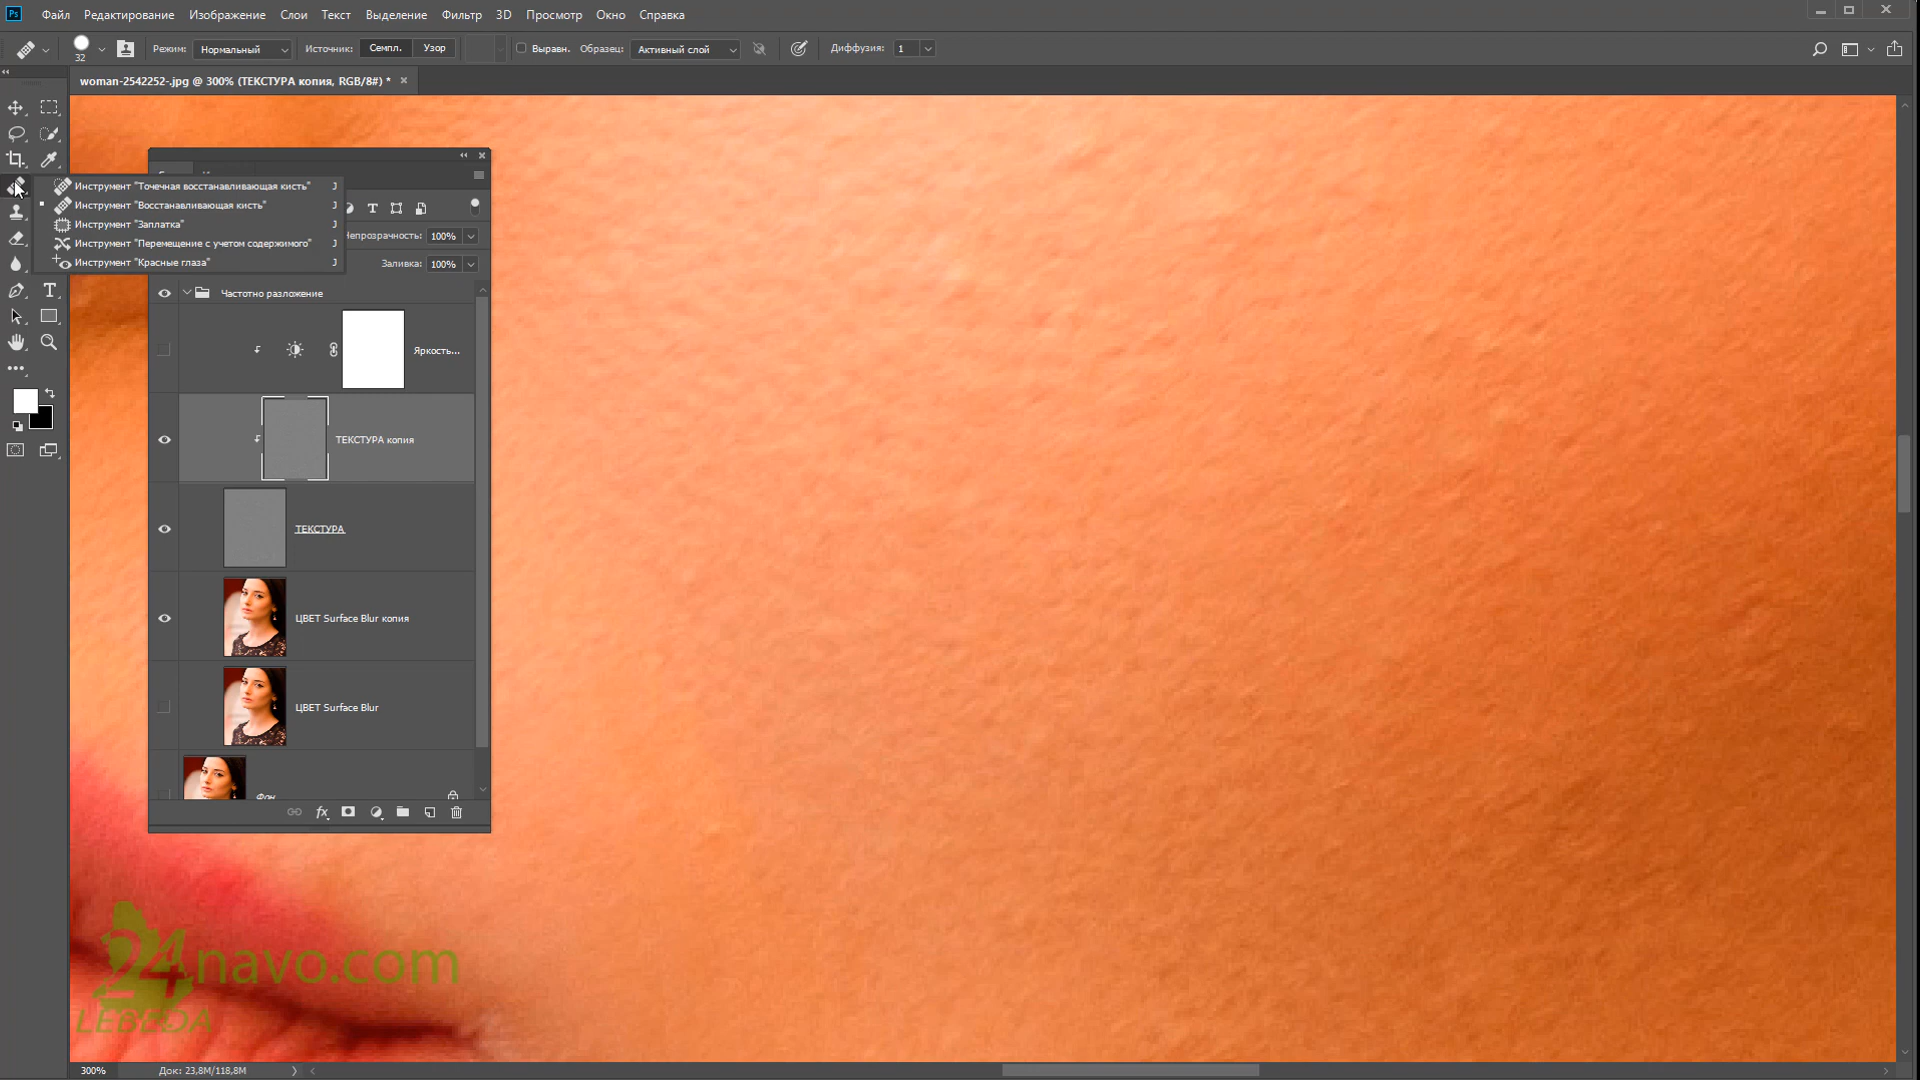 Ps Файл Редактирование Изображение Слои Текст Выделение Фильтр 3D Просмотр Окно Справка
32 Режим: Нормальный Источник: Семпл. Узор Выравн. Образец: Активный слой Диффузия: 1
woman-2542252-.jpg @ 300% (ТЕКСТУРА копия, RGB/8#) *
Инструмент "Точечная восстанавливающая кисть" J
Инструмент "Восстанавливающая кисть" J
Инструмент "Заплатка" J
Инструмент "Перемещение с учетом содержимого" J
Инструмент "Красные глаза" J
Непрозрачность: 100%
Заливка: 100%
Частотно разложение
Яркость...
ТЕКСТУРА копия
ТЕКСТУРА
ЦВЕТ Surface Blur копия
ЦВЕТ Surface Blur
Фон
fx
24navo.com
LEBEDA
300% Док: 23,8M/118,8M